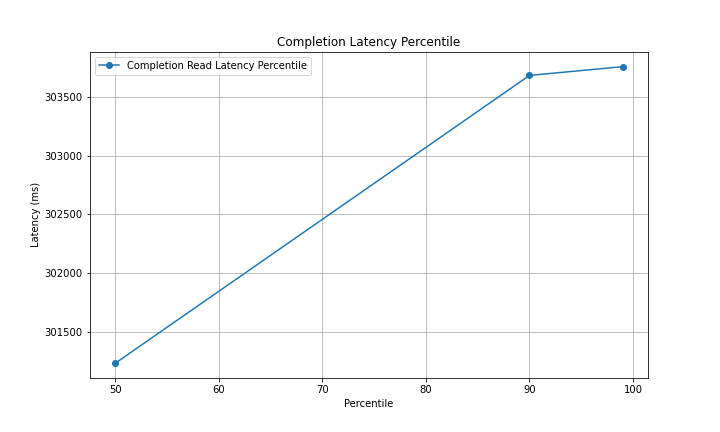 Completion Latency Percentile
Completion Read Latency Percentile
Latency (ms)
303500
303000
302500
302000
301500
50 60 70 80 90 100
Percentile